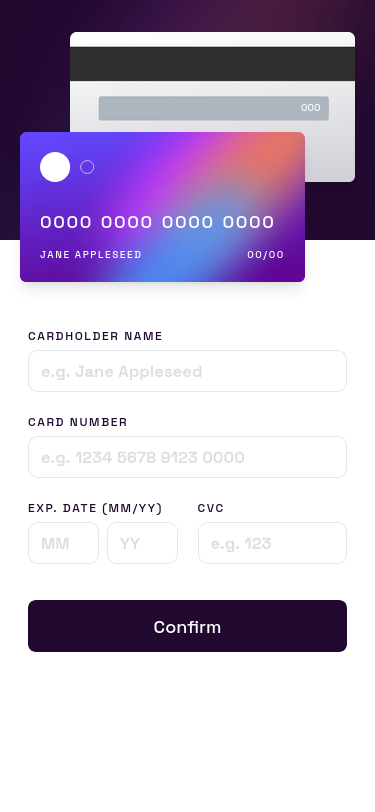 000
0000 0000 0000 0000
JANE APPLESEED 00/00
CARDHOLDER NAME
e.g. Jane Appleseed
CARD NUMBER
e.g. 1234 5678 9123 0000
EXP. DATE (MM/YY) CVC
MM YY e.g. 123
Confirm